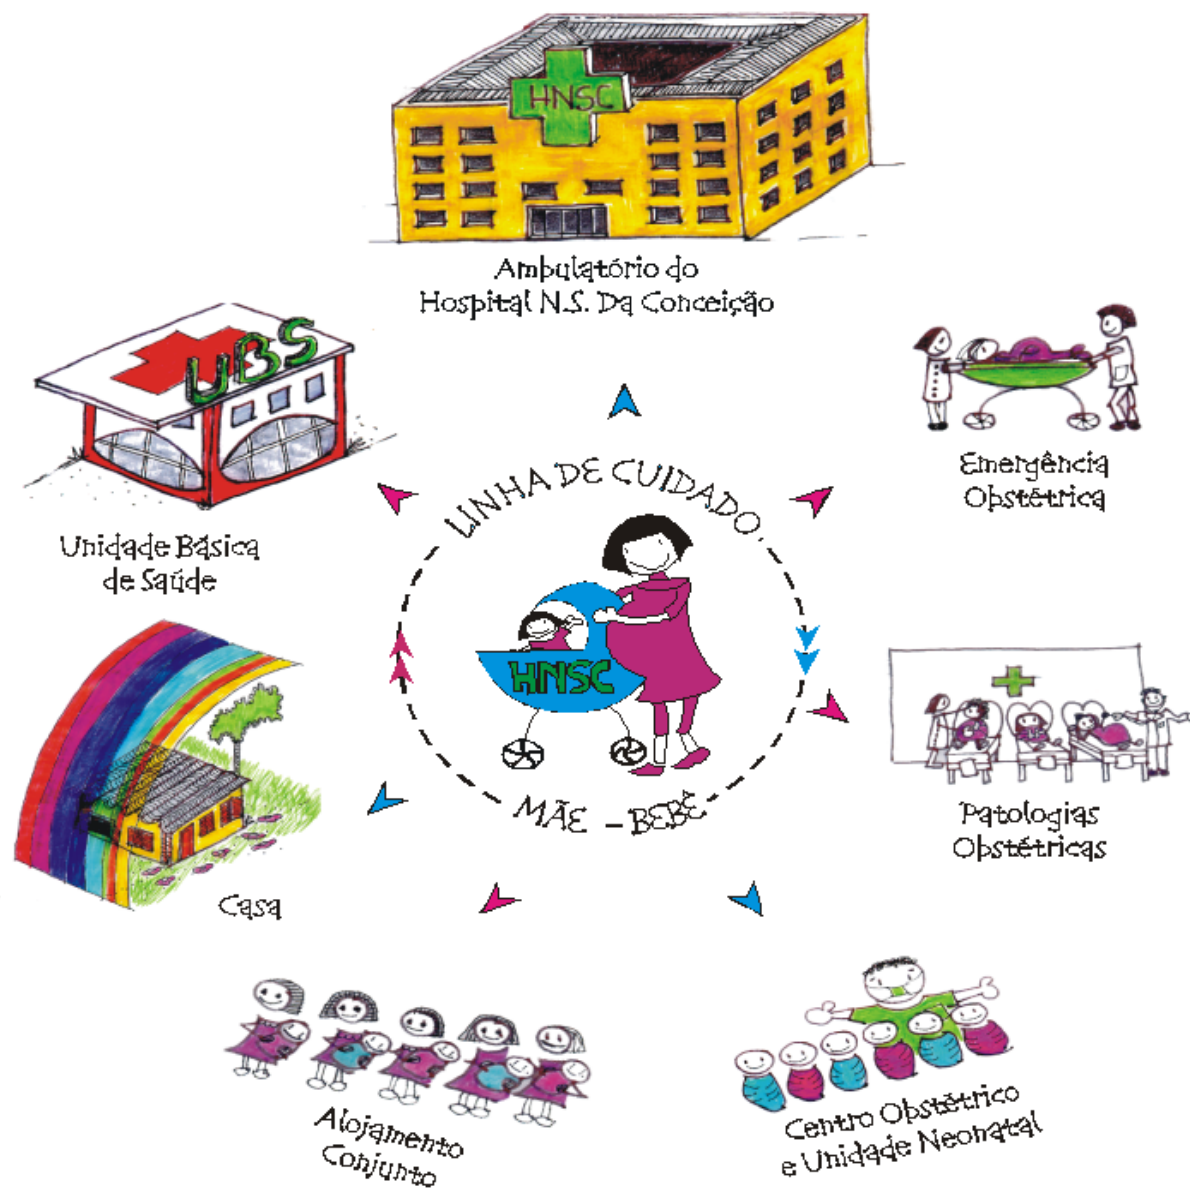 HNSC
Ambulatório do
Hospital N.S. Da Conceição
UBS
Unidade Básica
de Saúde
Emergência
Obstétrica
LINHA DE CUIDADO
HNSC
MÃE - BEBÊ
Patologias
Obstétricas
Casa
Alojamento
Conjunto
Centro Obstétrico
e Unidade Neonatal